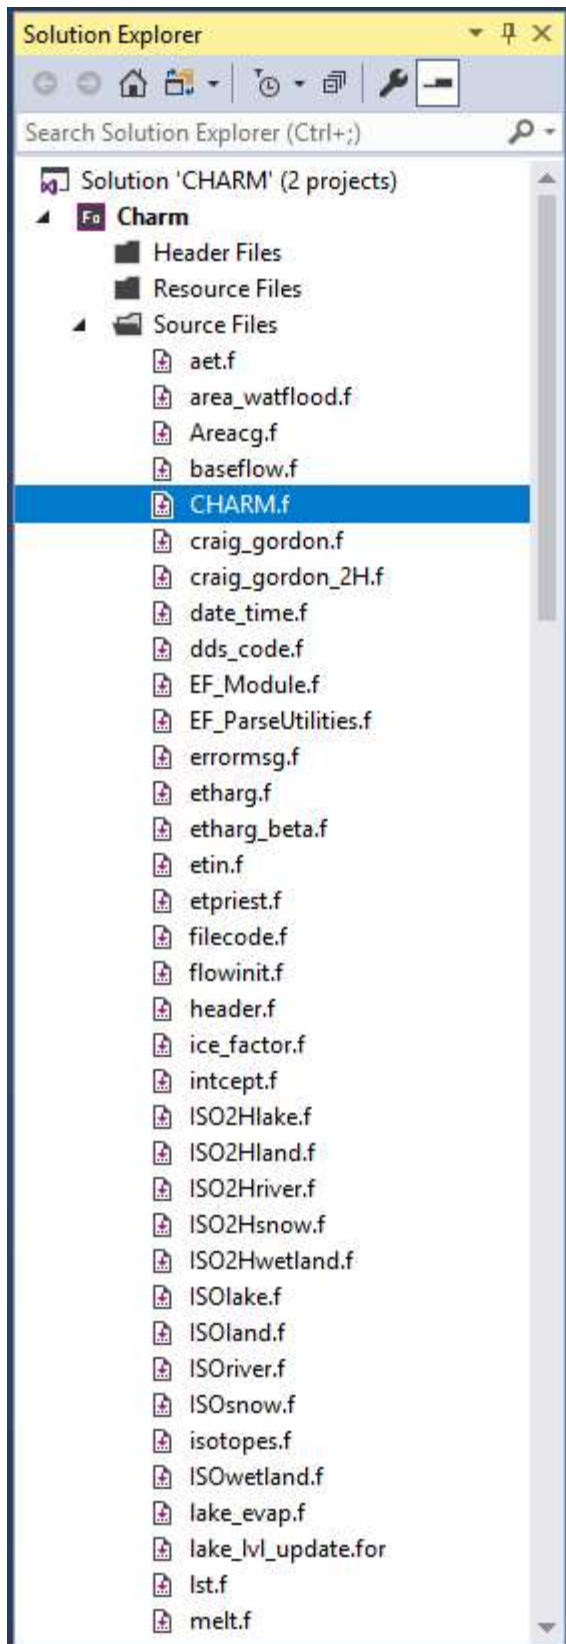 Solution Explorer
Search Solution Explorer (Ctrl+;)
Solution 'CHARM' (2 projects)
Fo Charm
Header Files
Resource Files
Source Files
aet.f
area_watflood.f
Areacg.f
baseflow.f
CHARM.f
craig_gordon.f
craig_gordon_2H.f
date_time.f
dds_code.f
EF_Module.f
EF_ParseUtilities.f
errormsg.f
etharg.f
etharg_beta.f
etin.f
etpriest.f
filecode.f
flowinit.f
header.f
ice_factor.f
intcept.f
ISO2Hlake.f
ISO2Hland.f
ISO2Hriver.f
ISO2Hsnow.f
ISO2Hwetland.f
ISOlake.f
ISOland.f
ISOriver.f
ISOsnow.f
isotopes.f
ISOwetland.f
lake_evap.f
lake_lvl_update.for
lst.f
melt.f